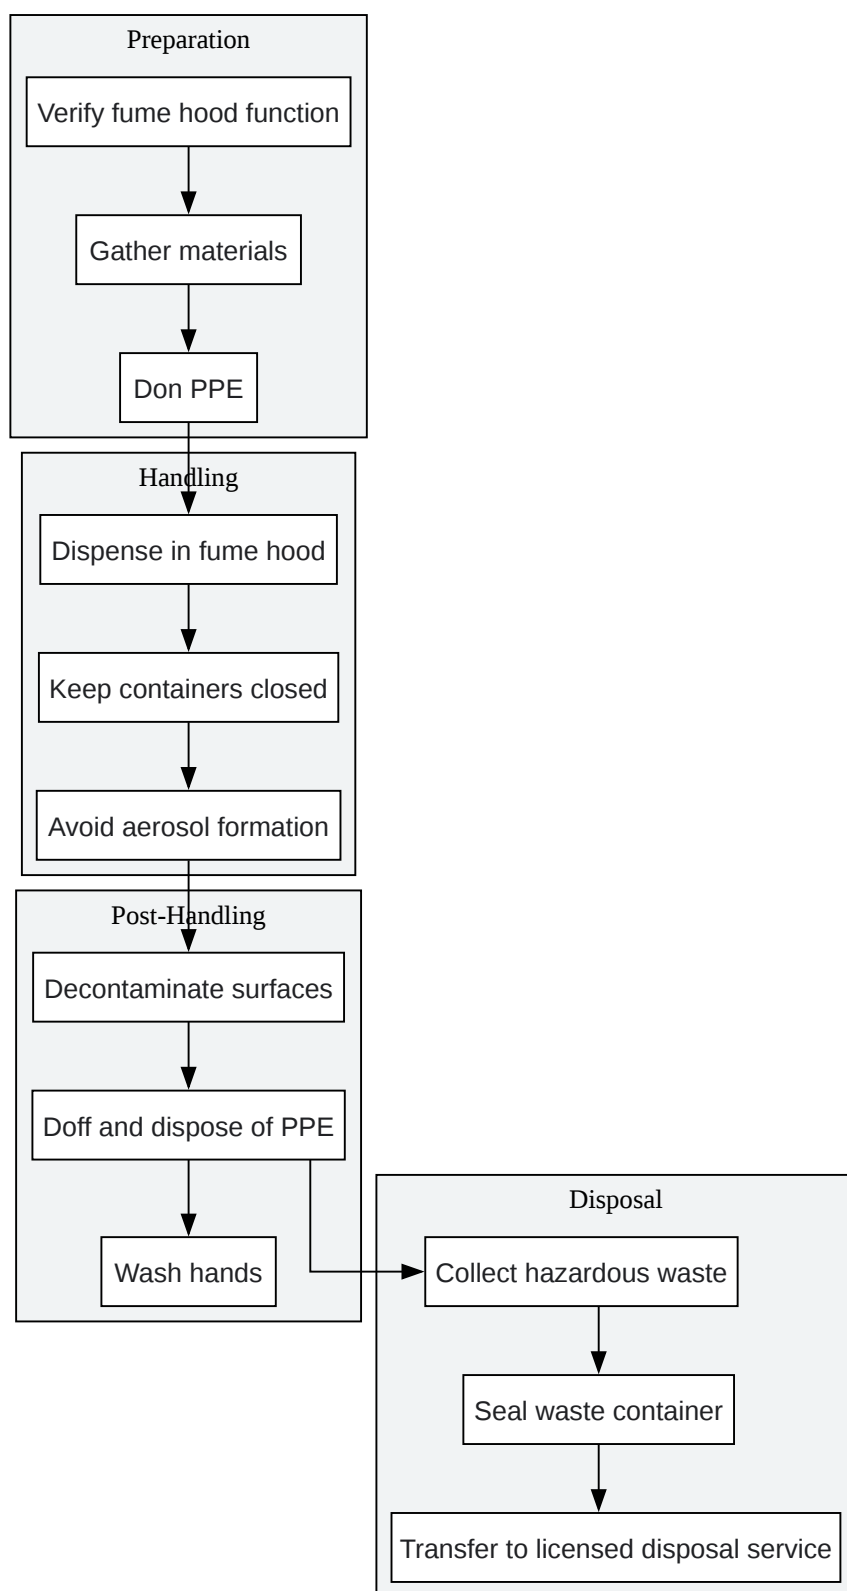 Preparation
Verify fume hood function
Gather materials
Don PPE
Handling
Dispense in fume hood
Keep containers closed
Avoid aerosol formation
Post-Handling
Decontaminate surfaces
Doff and dispose of PPE
Wash hands
Disposal
Collect hazardous waste
Seal waste container
Transfer to licensed disposal service